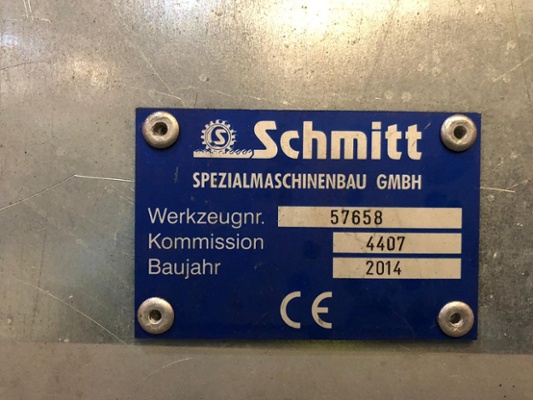 S Schmitt
SPEZIALMASCHINENBAU GMBH
Werkzeugnr. 57658
Kommission 4407
Baujahr 2014
CE